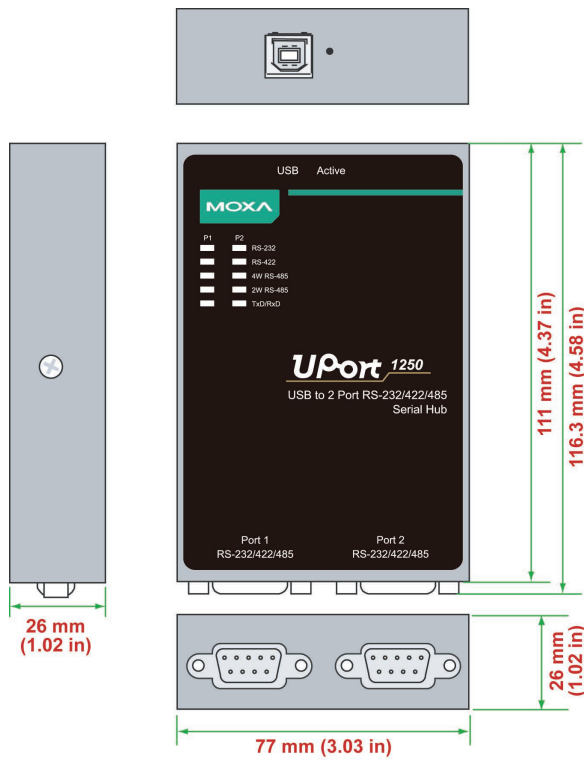 USB Active
MOXA
P1 P2
RS-232
RS-422
4W RS-485
2W RS-485
TxD/RxD
UPort 1250
USB to 2 Port RS-232/422/485
Serial Hub
Port 1
RS-232/422/485
Port 2
RS-232/422/485
111 mm (4.37 in)
116.3 mm (4.58 in)
26 mm
(1.02 in)
26 mm
(1.02 in)
77 mm (3.03 in)